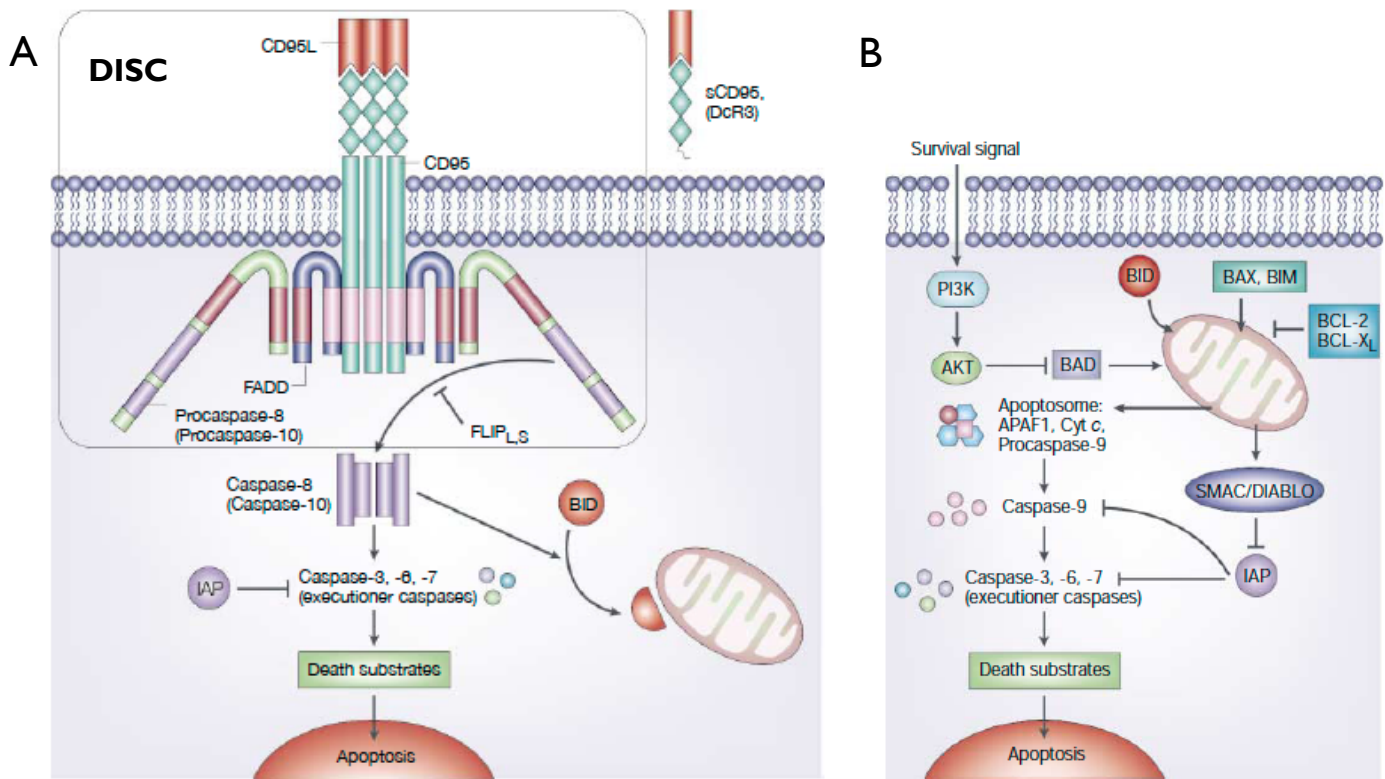 A
DISC
CD95L
sCD95,
(DcR3)
CD95
FADD
Procaspase-8
(Procaspase-10)
FLIPL,S
Caspase-8
(Caspase-10)
BID
IAP
Caspase-3, -6, -7
(executioner caspases)
Death substrates
Apoptosis
B
Survival signal
PI3K
BID
BAX, BIM
BCL-2
BCL-XL
AKT
BAD
Apoptosome:
APAF1, Cyt c,
Procaspase-9
SMAC/DIABLO
Caspase-9
IAP
Caspase-3, -6, -7
(executioner caspases)
Death substrates
Apoptosis